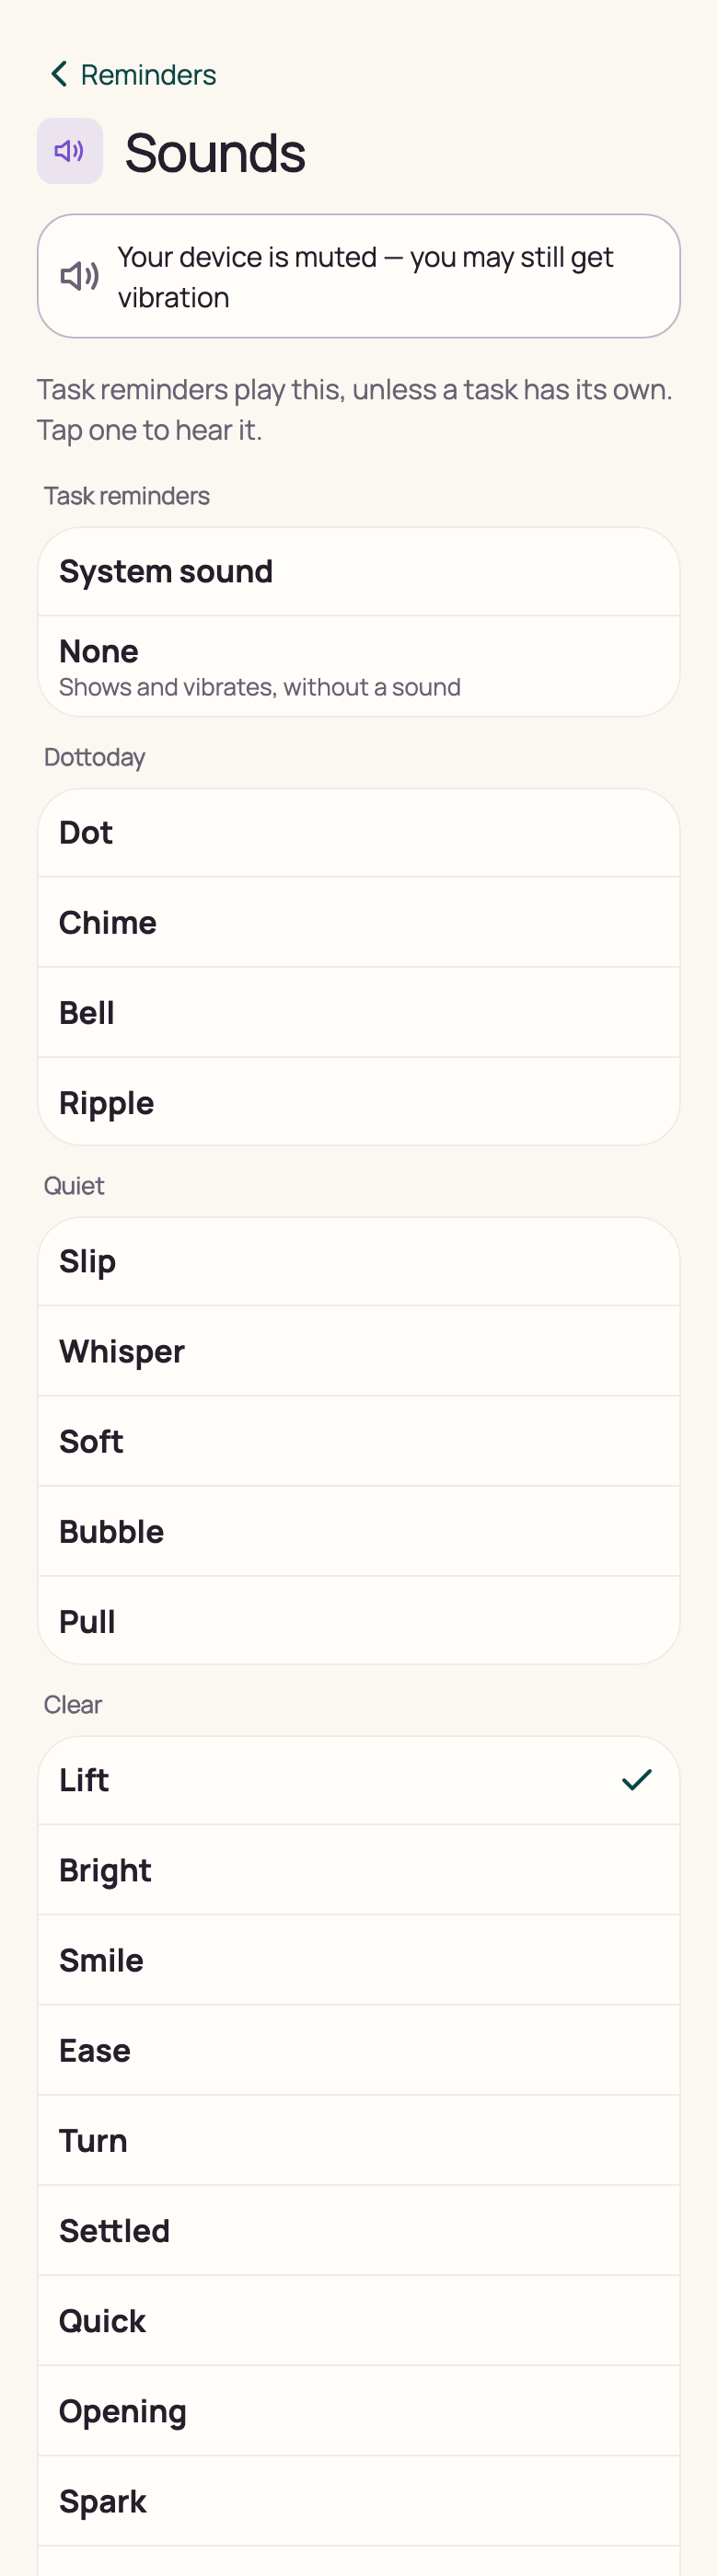 Reminders
Sounds
Your device is muted — you may still get
vibration
Task reminders play this, unless a task has its own.
Tap one to hear it.
Task reminders
System sound
None
Shows and vibrates, without a sound
Dottoday
Dot
Chime
Bell
Ripple
Quiet
Slip
Whisper
Soft
Bubble
Pull
Clear
Lift
Bright
Smile
Ease
Turn
Settled
Quick
Opening
Spark